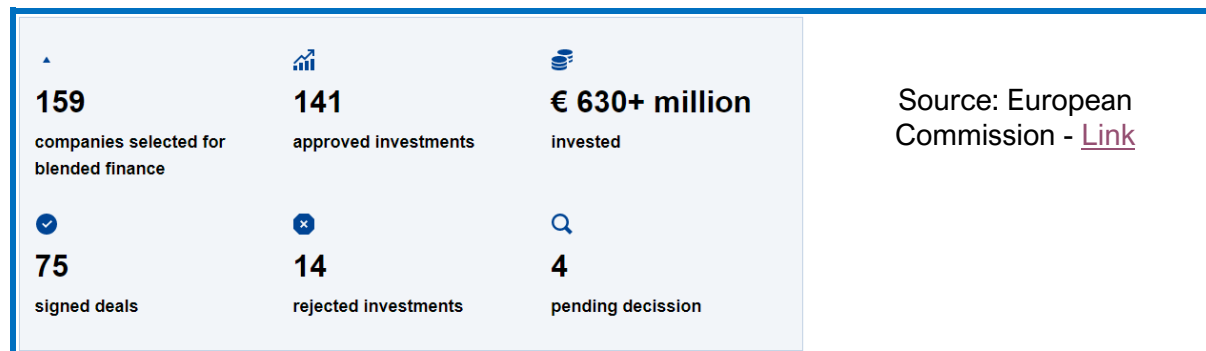 159
companies selected for
blended finance
141
approved investments
€ 630+ million
invested
75
signed deals
14
rejected investments
4
pending decission
Source: European
Commission - Link